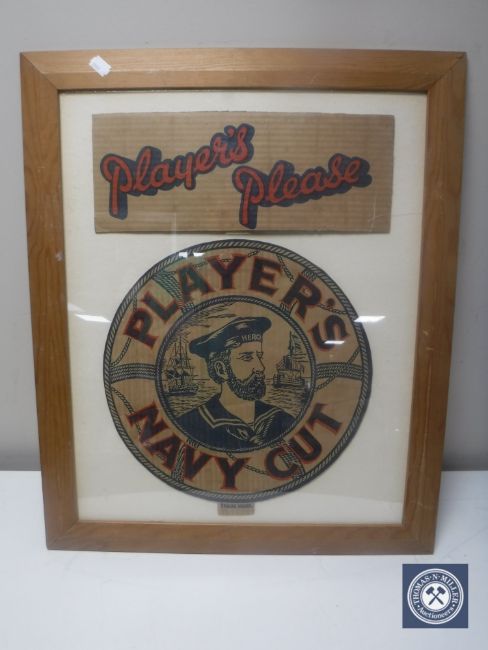 Player's
Please
PLAYER'S
HERO
NAVY CUT
THOMAS·N·MILLER
Auctioneers